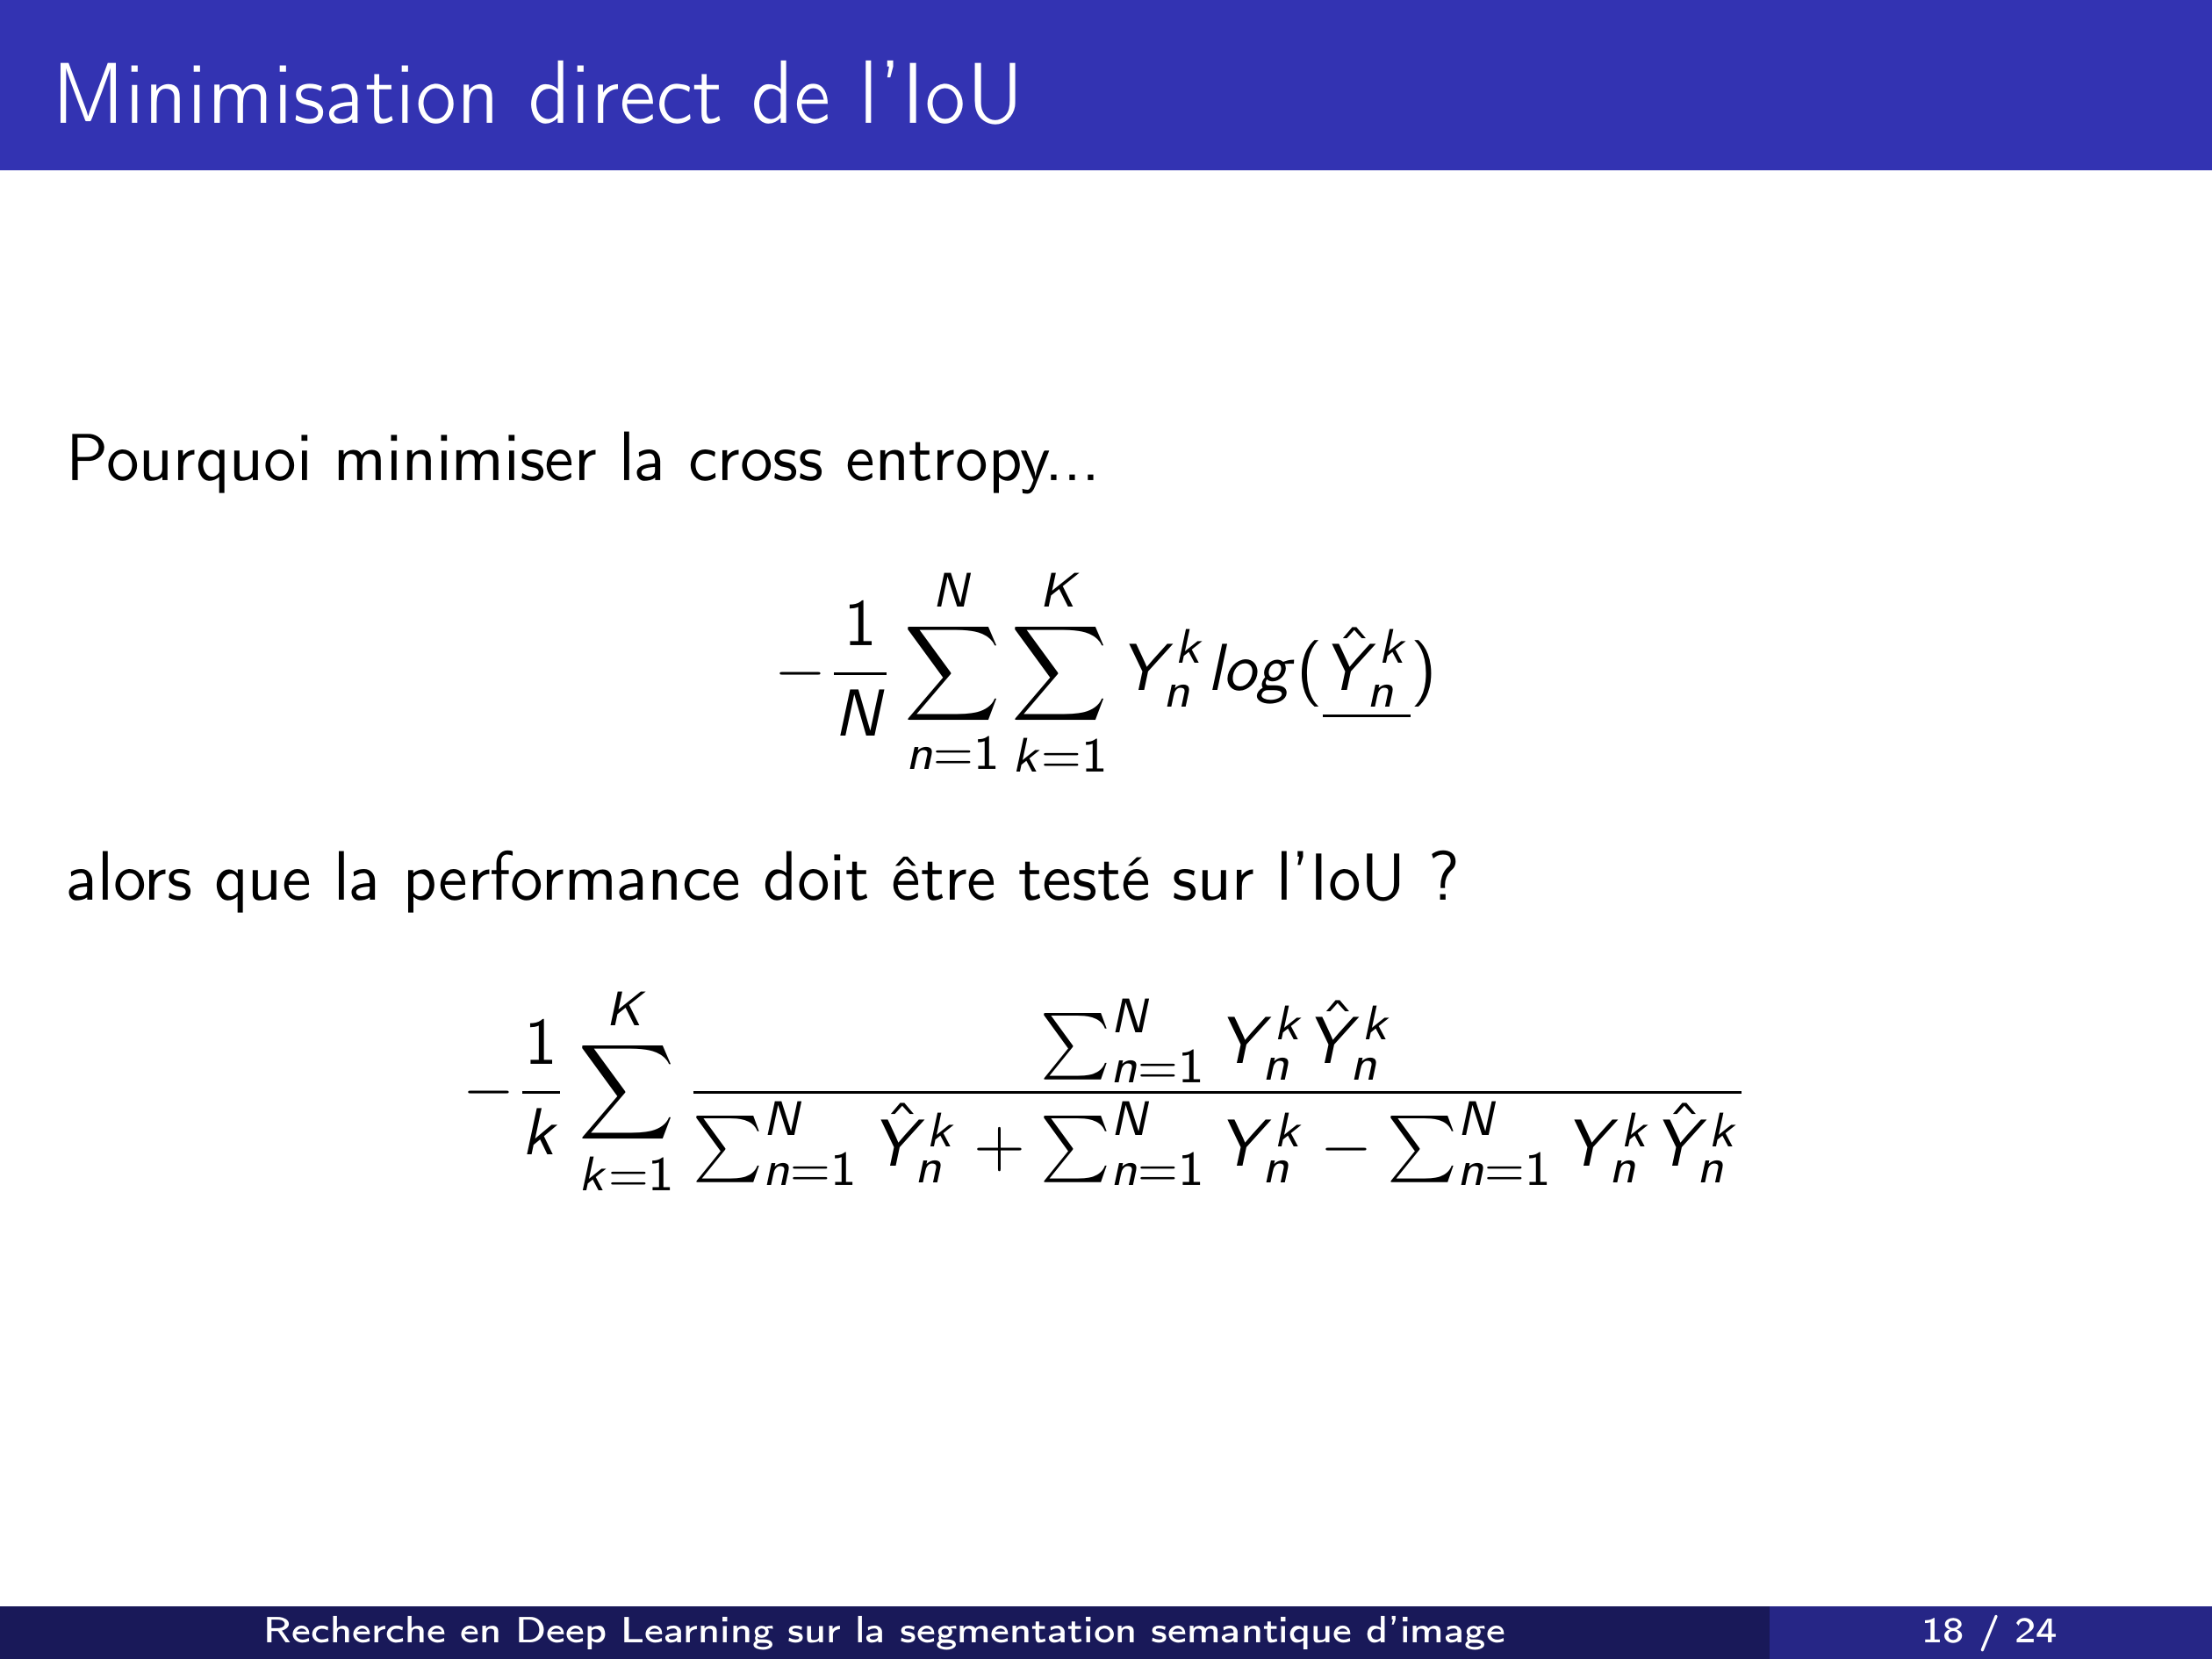 Minimisation direct de l'IoU
Pourquoi minimiser la cross entropy...
$-\frac{1}{N}\sum_{n=1}^{N}\sum_{k=1}^{K} Y_n^k log(\underline{\hat{Y}_n^k})$
alors que la performance doit être testé sur l'IoU ?
$-\frac{1}{k}\sum_{k=1}^{K}\frac{\sum_{n=1}^{N} Y_n^k \hat{Y}_n^k}{\sum_{n=1}^{N} \hat{Y}_n^k + \sum_{n=1}^{N} Y_n^k - \sum_{n=1}^{N} Y_n^k \hat{Y}_n^k}$
Recherche en Deep Learning sur la segmentation semantique d'image 18 / 24